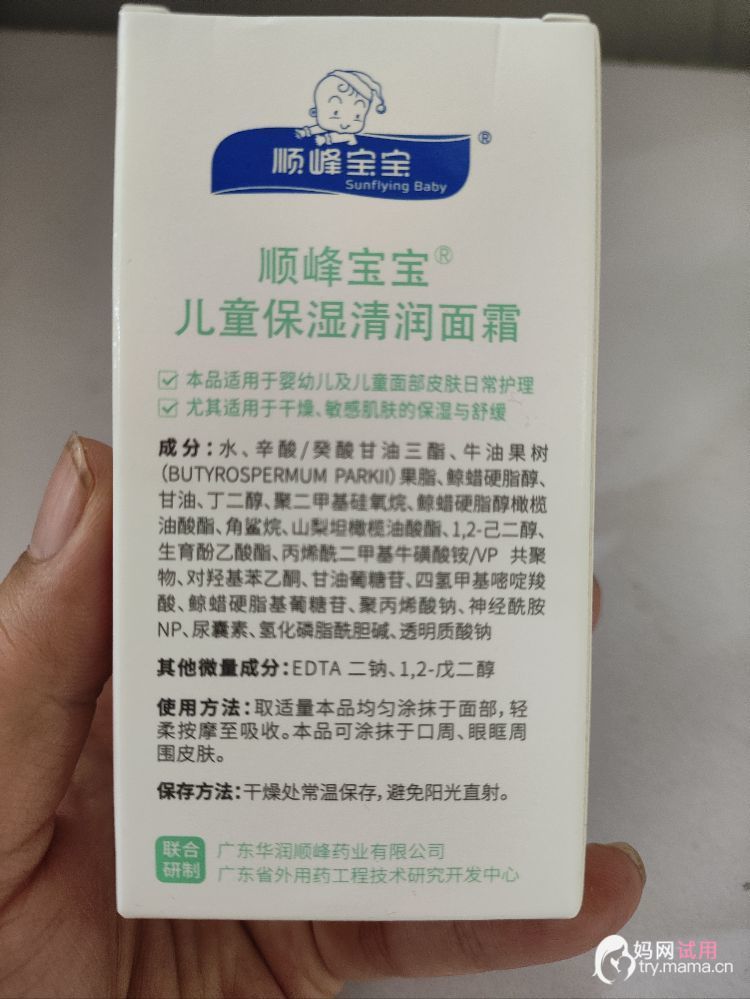 顺峰宝宝®
Sunflying Baby
顺峰宝宝®
儿童保湿清润面霜
本品适用于婴幼儿及儿童面部皮肤日常护理
尤其适用于干燥、敏感肌肤的保湿与舒缓
成分：水、辛酸/癸酸甘油三酯、牛油果树
(BUTYROSPERMUM PARKII)果脂、鲸蜡硬脂醇、
甘油、丁二醇、聚二甲基硅氧烷、鲸蜡硬脂醇橄榄
油酸酯、角鲨烷、山梨坦橄榄油酸酯、1,2-己二醇、
生育酚乙酸酯、丙烯酰二甲基牛磺酸铵/VP 共聚
物、对羟基苯乙酮、甘油葡糖苷、四氢甲基嘧啶羧
酸、鲸蜡硬脂基葡糖苷、聚丙烯酸钠、神经酰胺
NP、尿囊素、氢化磷脂酰胆碱、透明质酸钠
其他微量成分：EDTA 二钠、1,2-戊二醇
使用方法：取适量本品均匀涂抹于面部，轻
柔按摩至吸收。本品可涂抹于口周、眼眶周
围皮肤。
保存方法：干燥处常温保存，避免阳光直射。
联合
研制
广东华润顺峰药业有限公司
广东省外用药工程技术研究开发中心
妈网试用
try.mama.cn